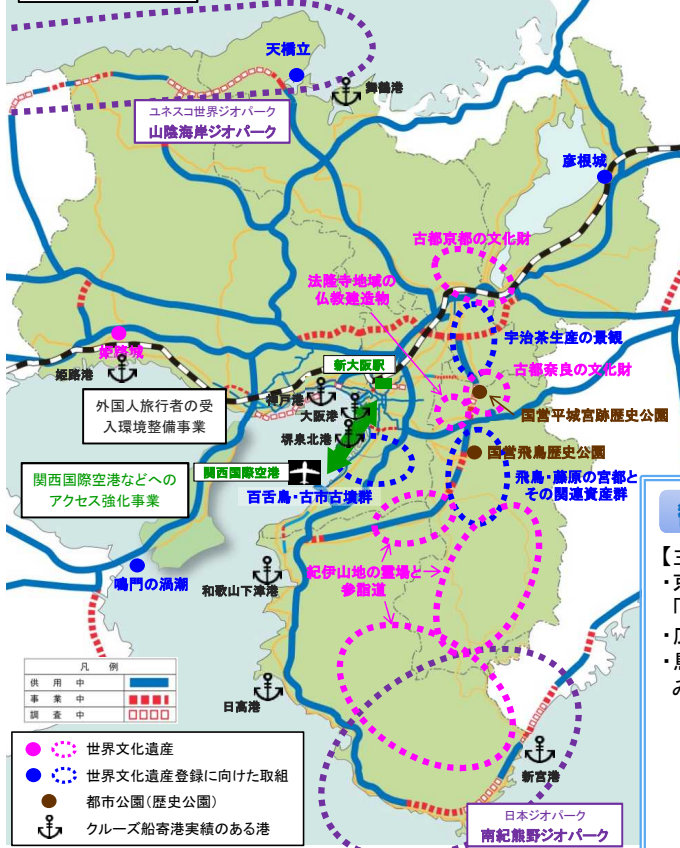 天橋立
舞鶴港
ユネスコ世界ジオパーク
山陰海岸ジオパーク
彦根城
古都京都の文化財
法隆寺地域の
仏教建造物
宇治茶生産の景観
姫路城
新大阪駅
古都奈良の文化財
姫路港
神戸港
外国人旅行者の受
入環境整備事業
大阪港
国営平城宮跡歴史公園
堺泉北港
国営飛鳥歴史公園
関西国際空港などへの
アクセス強化事業
関西国際空港
飛鳥・藤原の宮都と
その関連資産群
百舌鳥・古市古墳群
鳴門の渦潮
和歌山下津港
紀伊山地の霊場と
参詣道
凡例
供用中
事業中
調査中
日高港
新宮港
世界文化遺産
世界文化遺産登録に向けた取組
都市公園(歴史公園)
クルーズ船寄港実績のある港
日本ジオパーク
南紀熊野ジオパーク